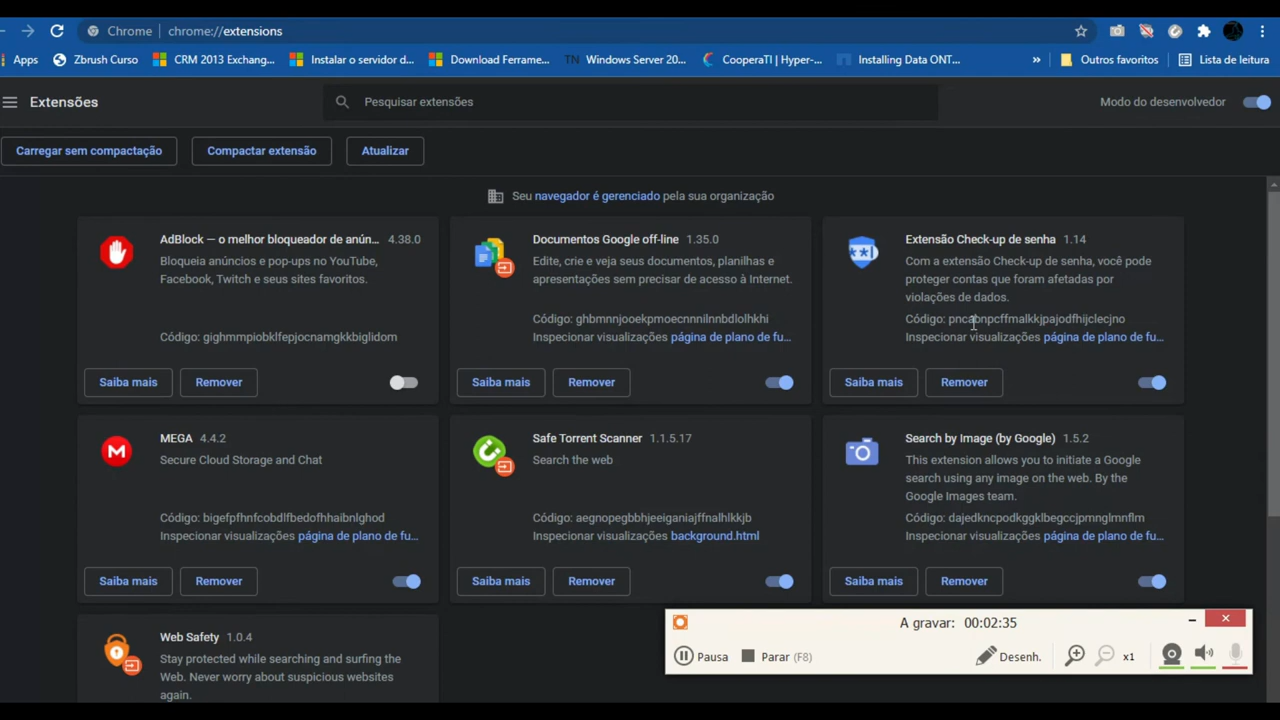 Chrome chrome://extensions
Apps Zbrush Curso CRM 2013 Exchang... Instalar o servidor d... Download Ferrame... TN Windows Server 20... CooperaTI | Hyper-... Installing Data ONT... » Outros favoritos Lista de leitura
Extensões Pesquisar extensões Modo do desenvolvedor
Carregar sem compactação Compactar extensão Atualizar
Seu navegador é gerenciado pela sua organização
AdBlock — o melhor bloqueador de anún... 4.38.0
Bloqueia anúncios e pop-ups no YouTube,
Facebook, Twitch e seus sites favoritos.
Código: gighmmpiobklfepjocnamgkkbiglidom
Saiba mais Remover
Documentos Google off-line 1.35.0
Edite, crie e veja seus documentos, planilhas e
apresentações sem precisar de acesso à Internet.
Código: ghbmnnjooekpmoecnnnilnnbdlolhkhi
Inspecionar visualizações página de plano de fu...
Saiba mais Remover
Extensão Check-up de senha 1.14
Com a extensão Check-up de senha, você pode
proteger contas que foram afetadas por
violações de dados.
Código: pncabnpcffmalkkjpajodfhijclecjno
Inspecionar visualizações página de plano de fu...
Saiba mais Remover
MEGA 4.4.2
Secure Cloud Storage and Chat
Código: bigefpfhnfcobdlfbedofhhaibnlghod
Inspecionar visualizações página de plano de fu...
Saiba mais Remover
Safe Torrent Scanner 1.1.5.17
Search the web
Código: aegnopegbbhjeeiganiajffnalhlkkjb
Inspecionar visualizações background.html
Saiba mais Remover
Search by Image (by Google) 1.5.2
This extension allows you to initiate a Google
search using any image on the web. By the
Google Images team.
Código: dajedkncpodkggklbegccjpmnglmnflm
Inspecionar visualizações página de plano de fu...
Saiba mais Remover
Web Safety 1.0.4
Stay protected while searching and surfing the
Web. Never worry about suspicious websites
again.
A gravar: 00:02:35
Pausa Parar (F8) Desenh. x1